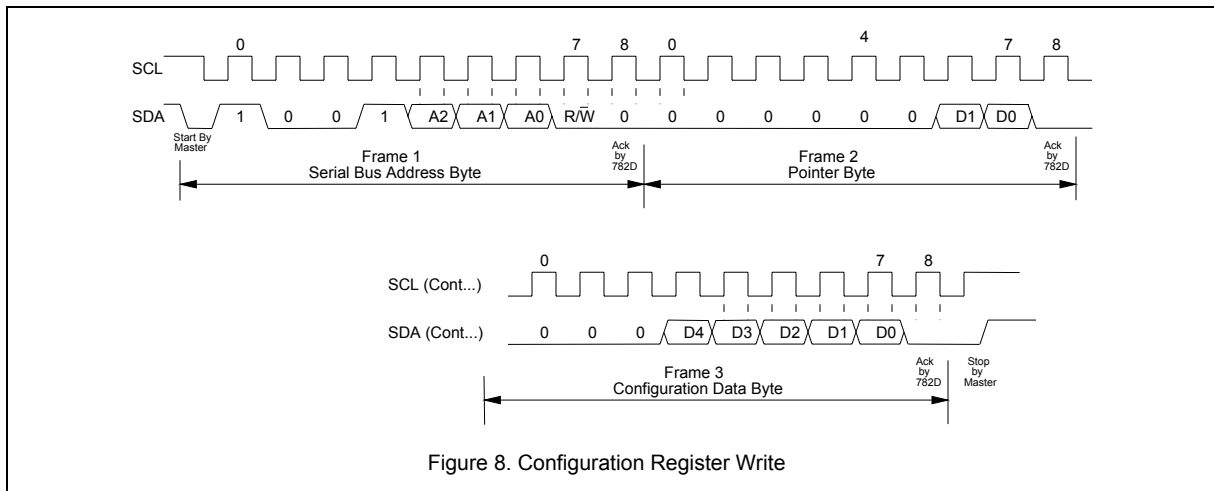 0 7 8 0 4 7 8
SCL
SDA 1 0 0 1 A2 A1 A0 R/W̅ 0 0 0 0 0 0 0 D1 D0
Start By
Master
Ack
by
782D
Ack
by
782D
Frame 1
Serial Bus Address Byte
Frame 2
Pointer Byte
0 7 8
SCL (Cont...)
SDA (Cont...) 0 0 0 D4 D3 D2 D1 D0
Ack
by
782D
Stop
by
Master
Frame 3
Configuration Data Byte
Figure 8. Configuration Register Write